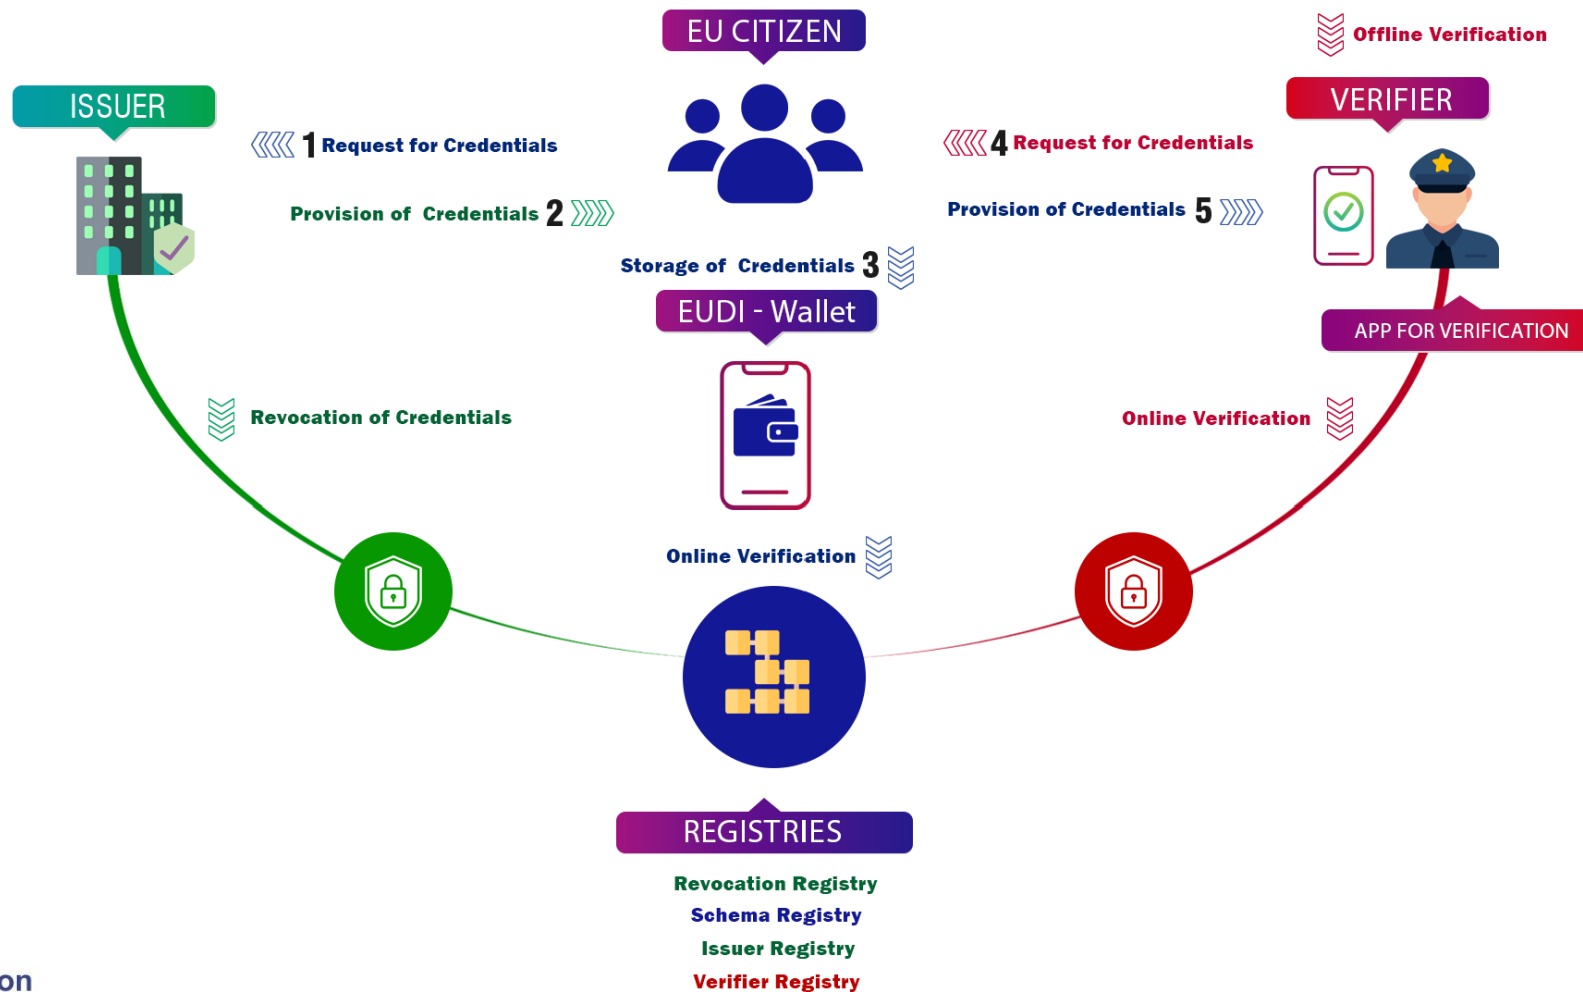 EU CITIZEN
Offline Verification
ISSUER
VERIFIER
1 Request for Credentials
4 Request for Credentials
Provision of Credentials 2
Provision of Credentials 5
Storage of Credentials 3
EUDI - Wallet
APP FOR VERIFICATION
Revocation of Credentials
Online Verification
Online Verification
REGISTRIES
Revocation Registry
Schema Registry
Issuer Registry
Verifier Registry
on